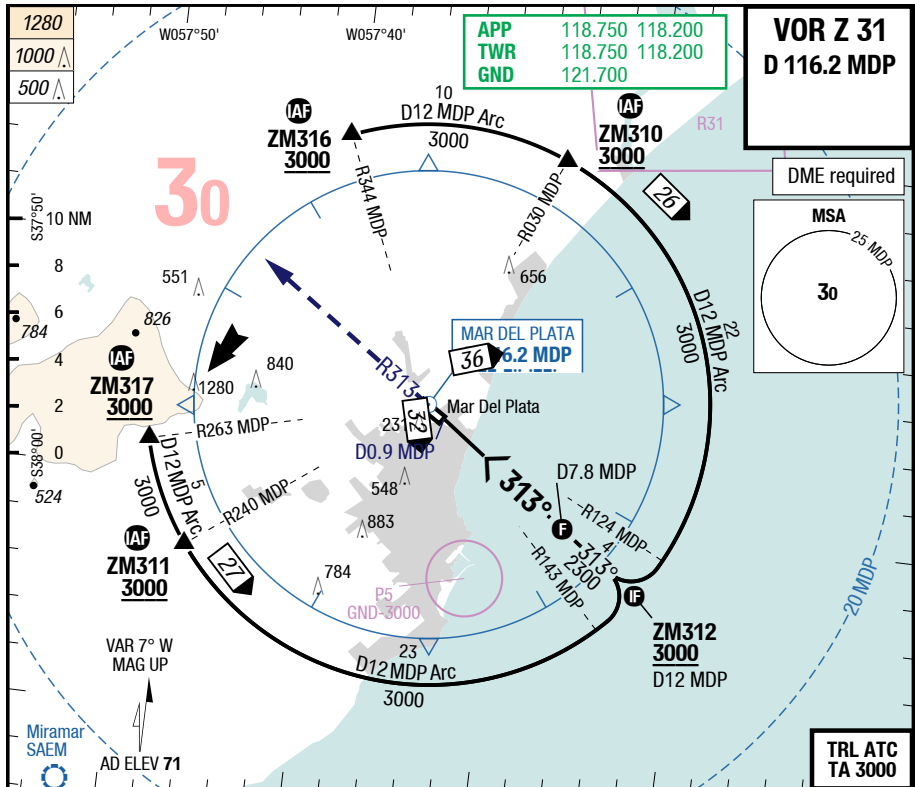 1280
1000
500
W057°50'
W057°40'
APP 118.750 118.200
TWR 118.750 118.200
GND 121.700
VOR Z 31
D 116.2 MDP
R31
DME required
MSA
25 MDP
30
IAF
ZM316
3000
10
D12 MDP Arc
3000
IAF
ZM310
3000
26
30
R344 MDP
R030 MDP
S37°50'
10 NM
8
6
4
2
0
S38°00'
551
656
784
826
840
1280
524
22
D12 MDP Arc
3000
MAR DEL PLATA
6.2 MDP
36
R313
Mar Del Plata
32
231
D0.9 MDP
IAF
ZM317
3000
R263 MDP
5
D12 MDP Arc
3000
R240 MDP
IAF
ZM311
3000
27
548
883
784
313°
D7.8 MDP
F
R124 MDP
4
313°
2300
R143 MDP
IF
ZM312
3000
D12 MDP
P5
GND-3000
23
D12 MDP Arc
3000
20 MDP
VAR 7° W
MAG UP
Miramar
SAEM
AD ELEV 71
TRL ATC
TA 3000